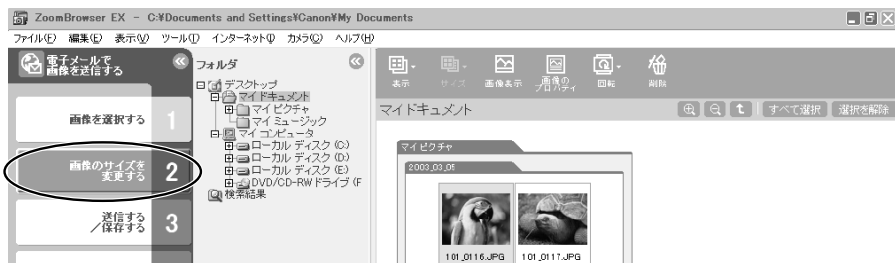 ZoomBrowser EX - C:¥Documents and Settings¥Canon¥My Documents
ファイル(F) 編集(E) 表示(V) ツール(T) インターネット(I) カメラ(C) ヘルプ(H)
電子メールで
画像を送信する
画像を選択する 1
画像のサイズを
変更する 2
送信する
／保存する 3
フォルダ
デスクトップ
マイ ドキュメント
マイ ピクチャ
マイ ミュージック
マイ コンピュータ
ローカル ディスク (C:)
ローカル ディスク (D:)
ローカル ディスク (E:)
DVD/CD-RW ドライブ (F
検索結果
表示 サイズ 画像表示 画像の
プロパティ 回転 削除
マイ ドキュメント すべて選択 選択を解除
マイ ピクチャ
2003_03_05
101_0116.JPG 101_0117.JPG